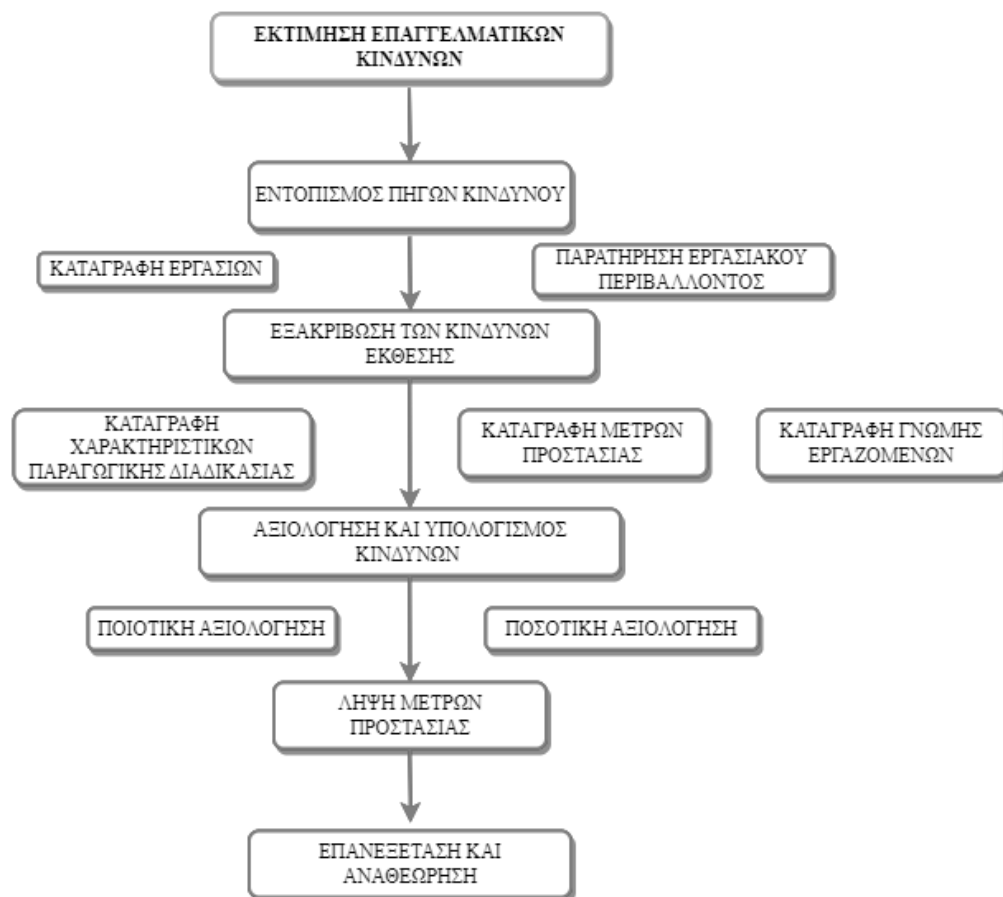 ΕΚΤΙΜΗΣΗ ΕΠΑΓΓΕΛΜΑΤΙΚΩΝ
ΚΙΝΔΥΝΩΝ
ΕΝΤΟΠΙΣΜΟΣ ΠΗΓΩΝ ΚΙΝΔΥΝΟΥ
ΚΑΤΑΓΡΑΦΗ ΕΡΓΑΣΙΩΝ
ΠΑΡΑΤΗΡΗΣΗ ΕΡΓΑΣΙΑΚΟΥ
ΠΕΡΙΒΑΛΛΟΝΤΟΣ
ΕΞΑΚΡΙΒΩΣΗ ΤΩΝ ΚΙΝΔΥΝΩΝ
ΕΚΘΕΣΗΣ
ΚΑΤΑΓΡΑΦΗ
ΧΑΡΑΚΤΗΡΙΣΤΙΚΩΝ
ΠΑΡΑΓΩΓΙΚΗΣ ΔΙΑΔΙΚΑΣΙΑΣ
ΚΑΤΑΓΡΑΦΗ ΜΕΤΡΩΝ
ΠΡΟΣΤΑΣΙΑΣ
ΚΑΤΑΓΡΑΦΗ ΓΝΩΜΗΣ
ΕΡΓΑΖΟΜΕΝΩΝ
ΑΞΙΟΛΟΓΗΣΗ ΚΑΙ ΥΠΟΛΟΓΙΣΜΟΣ
ΚΙΝΔΥΝΩΝ
ΠΟΙΟΤΙΚΗ ΑΞΙΟΛΟΓΗΣΗ
ΠΟΣΟΤΙΚΗ ΑΞΙΟΛΟΓΗΣΗ
ΛΗΨΗ ΜΕΤΡΩΝ
ΠΡΟΣΤΑΣΙΑΣ
ΕΠΑΝΕΞΕΤΑΣΗ ΚΑΙ
ΑΝΑΘΕΩΡΗΣΗ